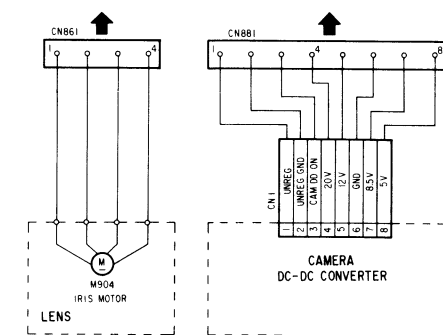 CN861
1 4
M
M904
IRIS MOTOR
LENS
CN881
1 4 8
CN1
1 UNREG
2 UNREG GND
3 CAM DD ON
4 20V
5 12V
6 GND
7 8.5V
8 5V
CAMERA
DC-DC CONVERTER